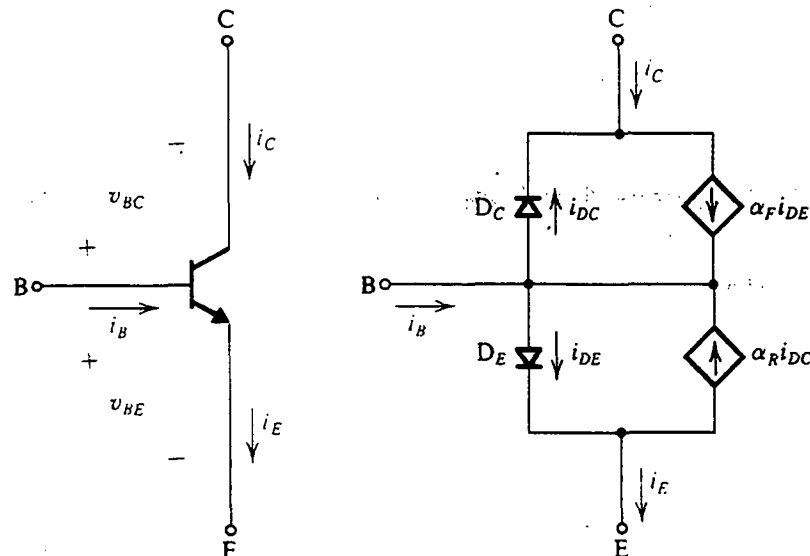 C
i_C
−
v_BC
+
B
i_B
+
v_BE
i_E
−
E
C
i_C
D_C
i_DC
α_F i_DE
B
i_B
D_E
i_DE
α_R i_DC
i_E
E